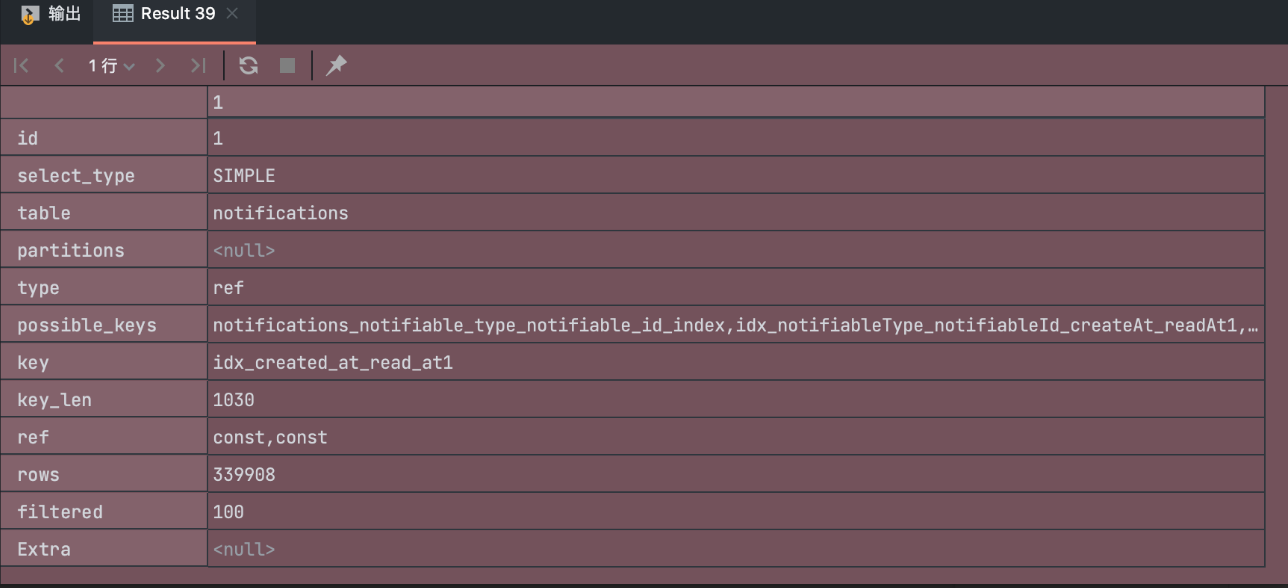 输出 Result 39
1 行
1
id 1
select_type SIMPLE
table notifications
partitions <null>
type ref
possible_keys notifications_notifiable_type_notifiable_id_index,idx_notifiableType_notifiableId_createAt_readAt1,…
key idx_created_at_read_at1
key_len 1030
ref const,const
rows 339908
filtered 100
Extra <null>